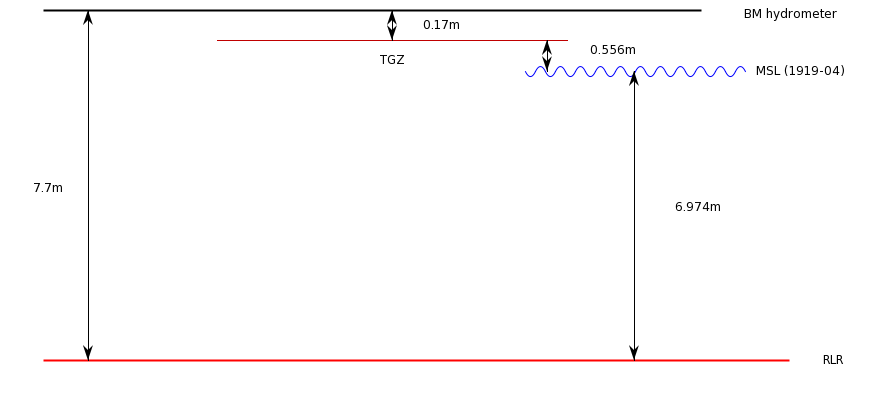 BM hydrometer
0.17m
0.556m
TGZ
MSL (1919-04)
7.7m
6.974m
RLR